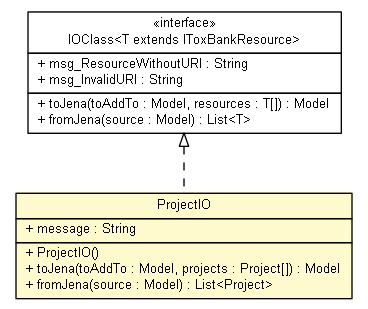 «interface»
IOClass<T extends IToxBankResource>
+ msg_ResourceWithoutURI : String
+ msg_InvalidURI : String
+ toJena(toAddTo : Model, resources : T[]) : Model
+ fromJena(source : Model) : List<T>
ProjectIO
+ message : String
+ ProjectIO()
+ toJena(toAddTo : Model, projects : Project[]) : Model
+ fromJena(source : Model) : List<Project>